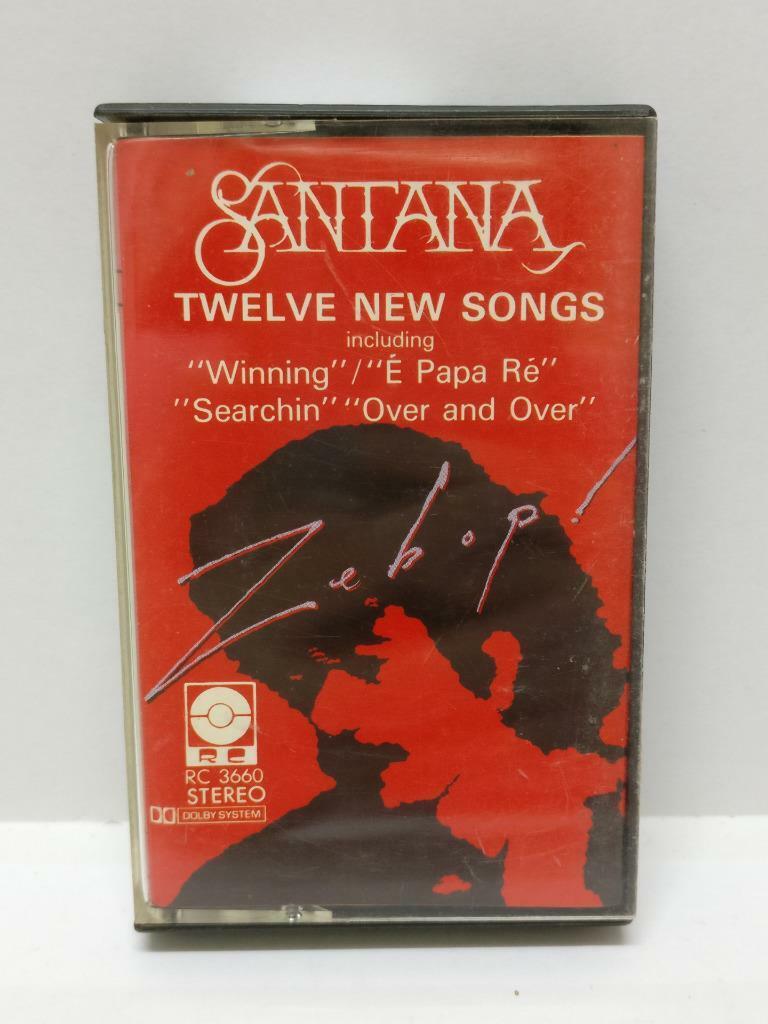 SANTANA
TWELVE NEW SONGS
including
"Winning"/"É Papa Ré"
"Searchin" "Over and Over"
Zebop!
RC
RC 3660
STEREO
DOLBY SYSTEM